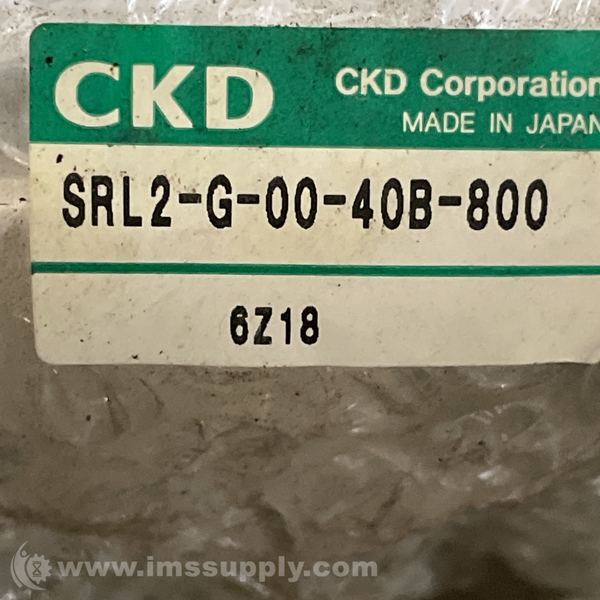 CKD
CKD Corporation
MADE IN JAPAN
SRL2-G-00-40B-800
6Z18
www.imssupply.com